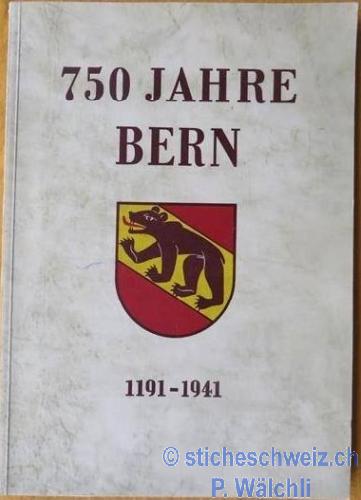 750 JAHRE
BERN
1191-1941
© sticheschweiz.ch
P. Wälchli